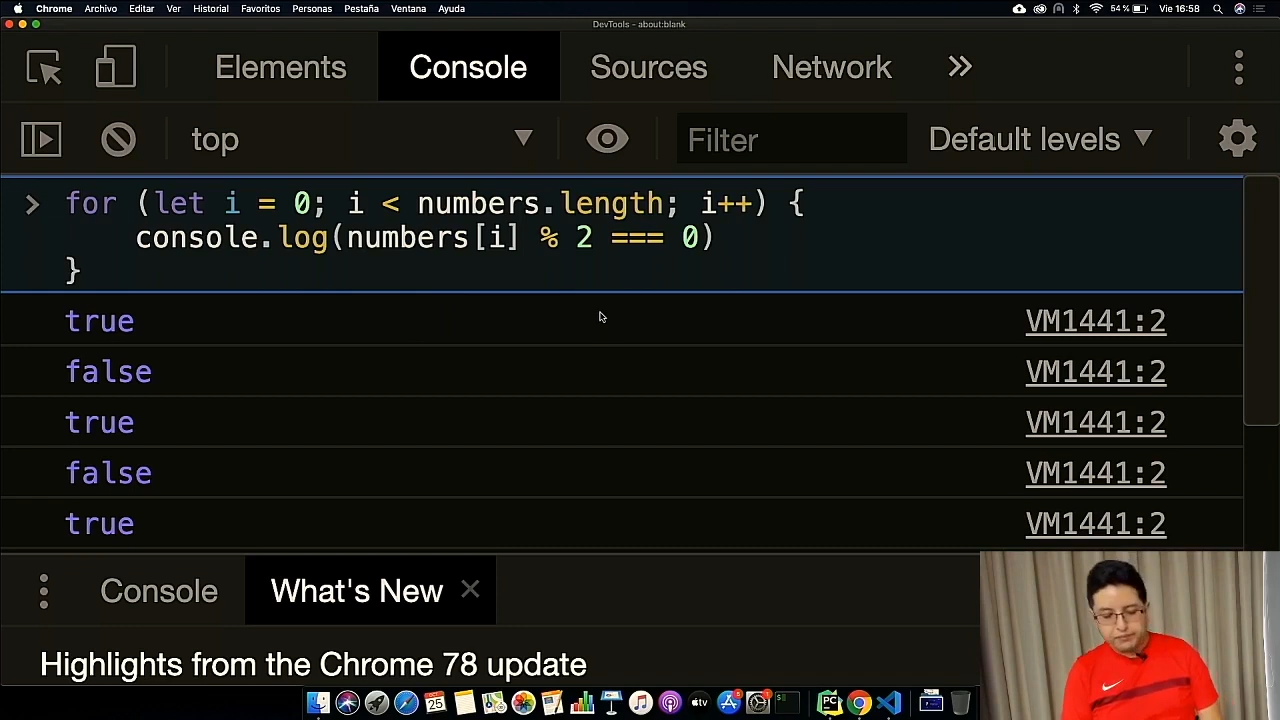 Chrome Archivo Editar Ver Historial Favoritos Personas Pestaña Ventana Ayuda 54 % Vie 16:58
DevTools - about:blank
Elements Console Sources Network »
top Filter Default levels
> for (let i = 0; i < numbers.length; i++) {
console.log(numbers[i] % 2 === 0)
}
true VM1441:2
false VM1441:2
true VM1441:2
false VM1441:2
true VM1441:2
Console What's New ×
Highlights from the Chrome 78 update
25 tv PC